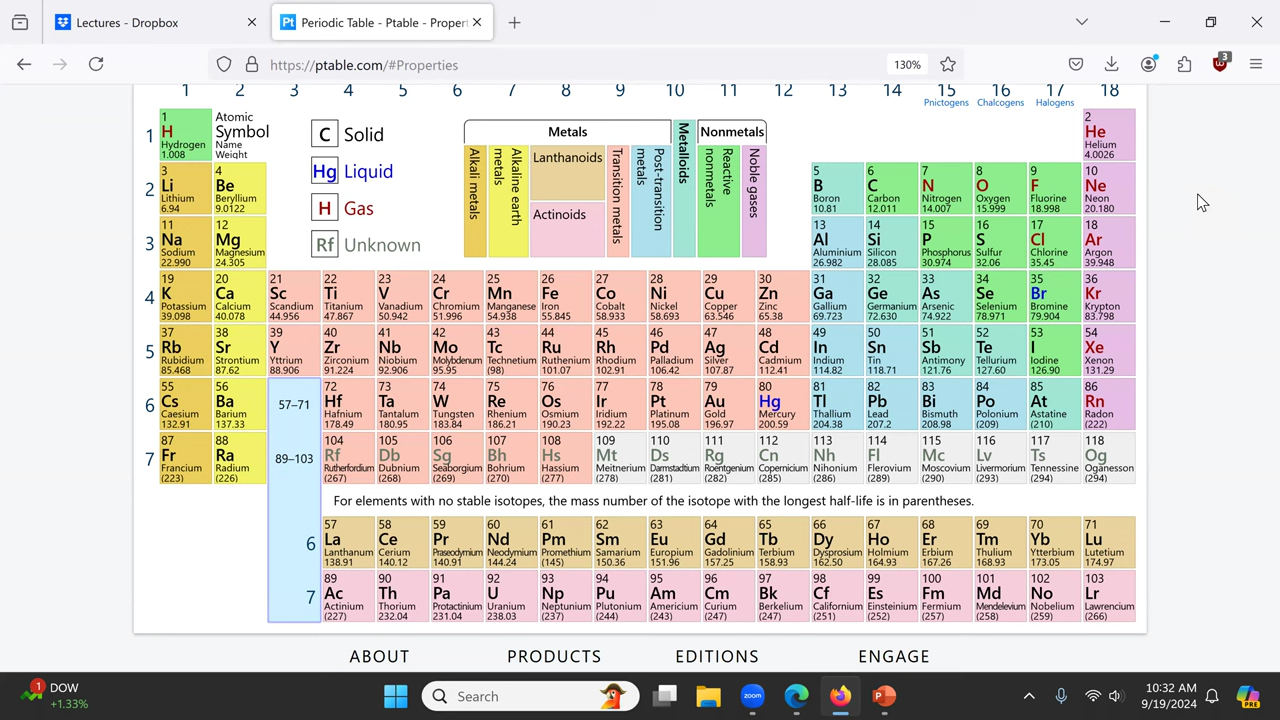 Lectures - Dropbox
Periodic Table - Ptable - Propert
https://ptable.com/#Properties
130%
3
1 2 3 4 5 6 7 8 9 10 11 12 13 14 15 16 17 18
Pnictogens Chalcogens Halogens
1
1 H Hydrogen 1.008
Atomic
Symbol
Name
Weight
C Solid
Hg Liquid
H Gas
Rf Unknown
Metals
Metalloids
Nonmetals
Alkali metals
Alkaline earth metals
Lanthanoids
Actinoids
Transition metals
Post-transition metals
Reactive nonmetals
Noble gases
2 He Helium 4.0026
2
3 Li Lithium 6.94
4 Be Beryllium 9.0122
5 B Boron 10.81
6 C Carbon 12.011
7 N Nitrogen 14.007
8 O Oxygen 15.999
9 F Fluorine 18.998
10 Ne Neon 20.180
3
11 Na Sodium 22.990
12 Mg Magnesium 24.305
13 Al Aluminium 26.982
14 Si Silicon 28.085
15 P Phosphorus 30.974
16 S Sulfur 32.06
17 Cl Chlorine 35.45
18 Ar Argon 39.948
4
19 K Potassium 39.098
20 Ca Calcium 40.078
21 Sc Scandium 44.956
22 Ti Titanium 47.867
23 V Vanadium 50.942
24 Cr Chromium 51.996
25 Mn Manganese 54.938
26 Fe Iron 55.845
27 Co Cobalt 58.933
28 Ni Nickel 58.693
29 Cu Copper 63.546
30 Zn Zinc 65.38
31 Ga Gallium 69.723
32 Ge Germanium 72.630
33 As Arsenic 74.922
34 Se Selenium 78.971
35 Br Bromine 79.904
36 Kr Krypton 83.798
5
37 Rb Rubidium 85.468
38 Sr Strontium 87.62
39 Y Yttrium 88.906
40 Zr Zirconium 91.224
41 Nb Niobium 92.906
42 Mo Molybdenum 95.95
43 Tc Technetium (98)
44 Ru Ruthenium 101.07
45 Rh Rhodium 102.91
46 Pd Palladium 106.42
47 Ag Silver 107.87
48 Cd Cadmium 112.41
49 In Indium 114.82
50 Sn Tin 118.71
51 Sb Antimony 121.76
52 Te Tellurium 127.60
53 I Iodine 126.90
54 Xe Xenon 131.29
6
55 Cs Caesium 132.91
56 Ba Barium 137.33
57–71
72 Hf Hafnium 178.49
73 Ta Tantalum 180.95
74 W Tungsten 183.84
75 Re Rhenium 186.21
76 Os Osmium 190.23
77 Ir Iridium 192.22
78 Pt Platinum 195.08
79 Au Gold 196.97
80 Hg Mercury 200.59
81 Tl Thallium 204.38
82 Pb Lead 207.2
83 Bi Bismuth 208.98
84 Po Polonium (209)
85 At Astatine (210)
86 Rn Radon (222)
7
87 Fr Francium (223)
88 Ra Radium (226)
89–103
104 Rf Rutherfordium (267)
105 Db Dubnium (268)
106 Sg Seaborgium (269)
107 Bh Bohrium (270)
108 Hs Hassium (277)
109 Mt Meitnerium (278)
110 Ds Darmstadtium (281)
111 Rg Roentgenium (282)
112 Cn Copernicium (285)
113 Nh Nihonium (286)
114 Fl Flerovium (289)
115 Mc Moscovium (290)
116 Lv Livermorium (293)
117 Ts Tennessine (294)
118 Og Oganesson (294)
For elements with no stable isotopes, the mass number of the isotope with the longest half-life is in parentheses.
6
57 La Lanthanum 138.91
58 Ce Cerium 140.12
59 Pr Praseodymium 140.91
60 Nd Neodymium 144.24
61 Pm Promethium (145)
62 Sm Samarium 150.36
63 Eu Europium 151.96
64 Gd Gadolinium 157.25
65 Tb Terbium 158.93
66 Dy Dysprosium 162.50
67 Ho Holmium 164.93
68 Er Erbium 167.26
69 Tm Thulium 168.93
70 Yb Ytterbium 173.05
71 Lu Lutetium 174.97
7
89 Ac Actinium (227)
90 Th Thorium 232.04
91 Pa Protactinium 231.04
92 U Uranium 238.03
93 Np Neptunium (237)
94 Pu Plutonium (244)
95 Am Americium (243)
96 Cm Curium (247)
97 Bk Berkelium (247)
98 Cf Californium (251)
99 Es Einsteinium (252)
100 Fm Fermium (257)
101 Md Mendelevium (258)
102 No Nobelium (259)
103 Lr Lawrencium (266)
ABOUT PRODUCTS EDITIONS ENGAGE
1
DOW
+1.33%
Search
zoom
10:32 AM
9/19/2024
PRE